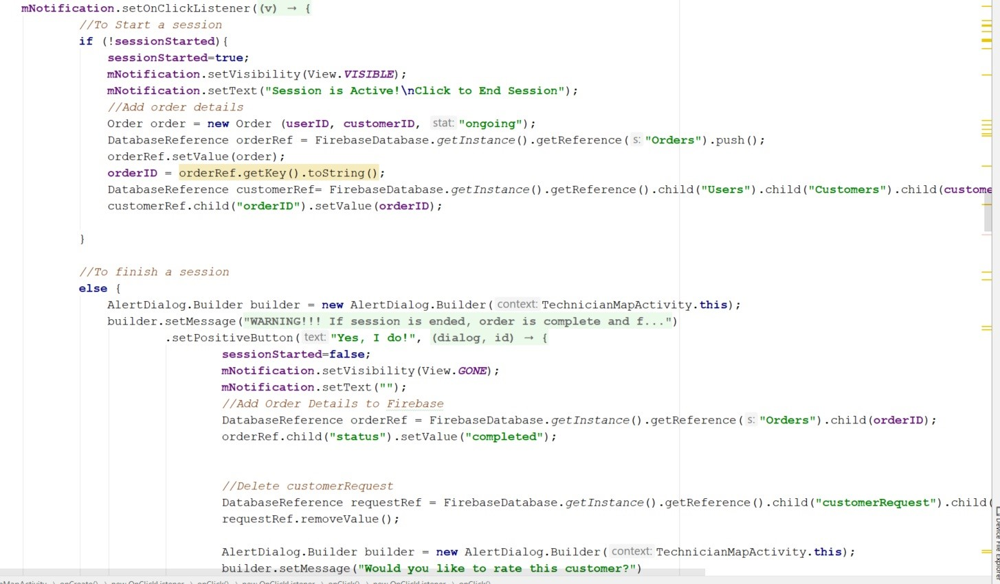 mNotification.setOnClickListener((v) → {
//To Start a session
if (!sessionStarted){
sessionStarted=true;
mNotification.setVisibility(View.VISIBLE);
mNotification.setText("Session is Active!\nClick to End Session");
//Add order details
Order order = new Order (userID, customerID, stat: "ongoing");
DatabaseReference orderRef = FirebaseDatabase.getInstance().getReference( s: "Orders").push();
orderRef.setValue(order);
orderID = orderRef.getKey().toString();
DatabaseReference customerRef= FirebaseDatabase.getInstance().getReference().child("Users").child("Customers").child(custome
customerRef.child("orderID").setValue(orderID);
}
//To finish a session
else {
AlertDialog.Builder builder = new AlertDialog.Builder( context: TechnicianMapActivity.this);
builder.setMessage("WARNING!!! If session is ended, order is complete and f...")
.setPositiveButton( text: "Yes, I do!", (dialog, id) → {
sessionStarted=false;
mNotification.setVisibility(View.GONE);
mNotification.setText("");
//Add Order Details to Firebase
DatabaseReference orderRef = FirebaseDatabase.getInstance().getReference( s: "Orders").child(orderID);
orderRef.child("status").setValue("completed");
//Delete customerRequest
DatabaseReference requestRef = FirebaseDatabase.getInstance().getReference().child("customerRequest").child(
requestRef.removeValue();
AlertDialog.Builder builder = new AlertDialog.Builder( context: TechnicianMapActivity.this);
builder.setMessage("Would you like to rate this customer?")
Device File Explorer